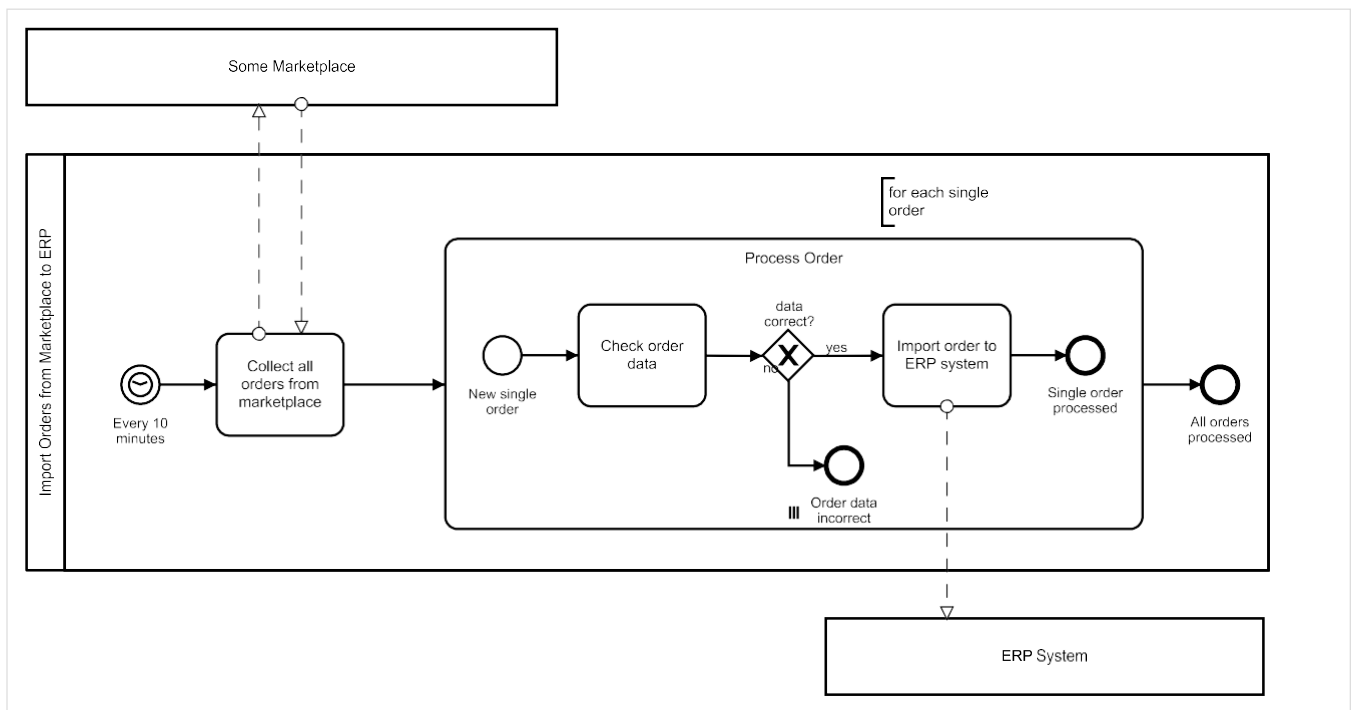 Some Marketplace
Import Orders from Marketplace to ERP
for each single
order
Process Order
Every 10
minutes
Collect all
orders from
marketplace
New single
order
Check order
data
data
correct?
yes
no
Import order to
ERP system
Single order
processed
Order data
incorrect
All orders
processed
ERP System